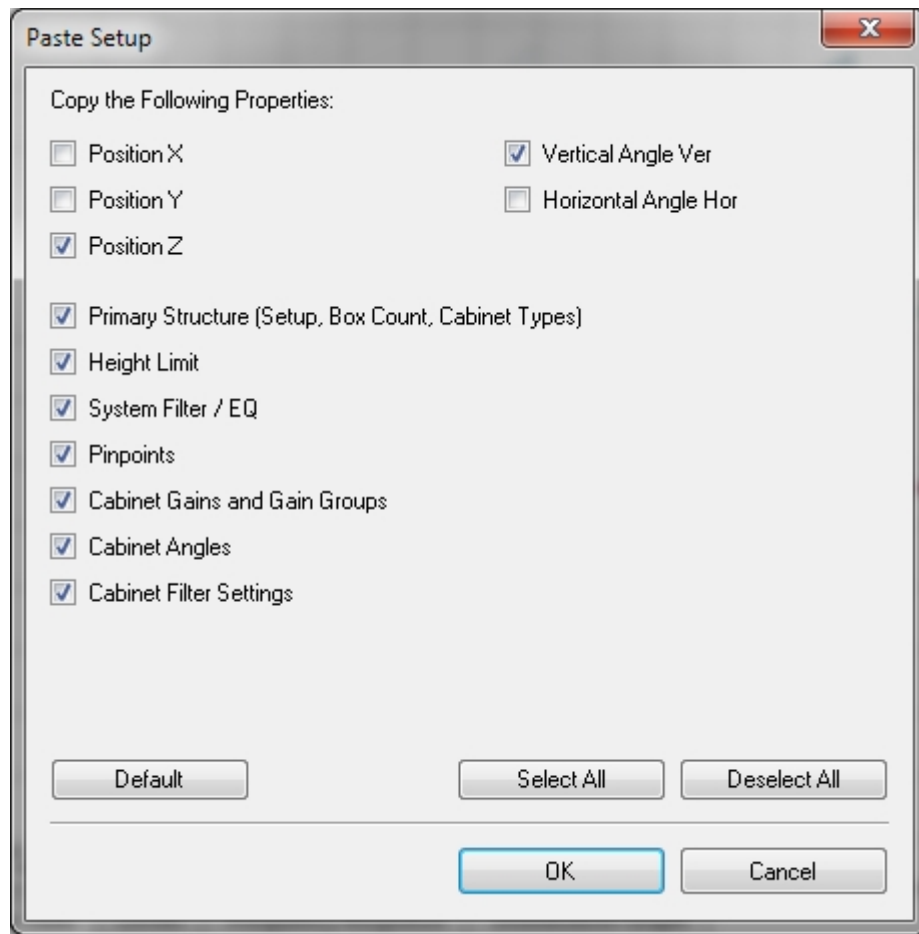 Paste Setup
Copy the Following Properties:
Position X
Vertical Angle Ver
Position Y
Horizontal Angle Hor
Position Z
Primary Structure (Setup, Box Count, Cabinet Types)
Height Limit
System Filter / EQ
Pinpoints
Cabinet Gains and Gain Groups
Cabinet Angles
Cabinet Filter Settings
Default
Select All
Deselect All
OK
Cancel